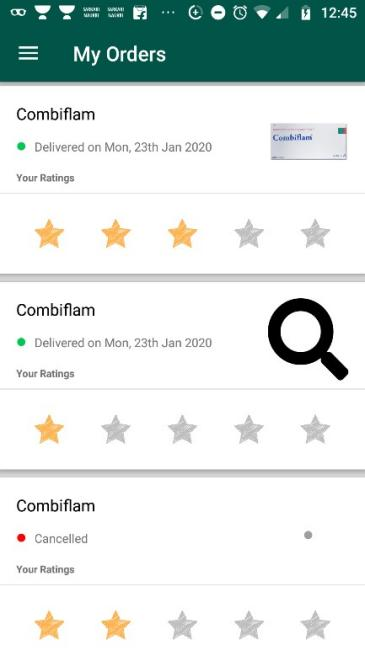 12:45
My Orders
Combiflam
Delivered on Mon, 23th Jan 2020
Combiflam
Your Ratings
Combiflam
Delivered on Mon, 23th Jan 2020
Your Ratings
Combiflam
Cancelled
Your Ratings